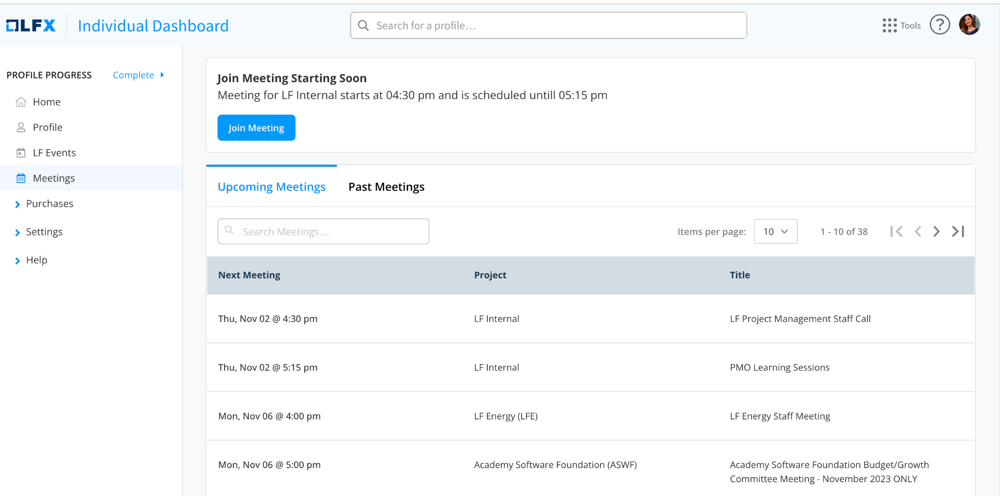 LFX
Individual Dashboard
Search for a profile...
Tools
?
PROFILE PROGRESS
Complete
Home
Profile
LF Events
Meetings
Purchases
Settings
Help
Join Meeting Starting Soon
Meeting for LF Internal starts at 04:30 pm and is scheduled untill 05:15 pm
Join Meeting
Upcoming Meetings
Past Meetings
Search Meetings ...
Items per page:
10
1 - 10 of 38
Next Meeting
Project
Title
Thu, Nov 02 @ 4:30 pm
LF Internal
LF Project Management Staff Call
Thu, Nov 02 @ 5:15 pm
LF Internal
PMO Learning Sessions
Mon, Nov 06 @ 4:00 pm
LF Energy (LFE)
LF Energy Staff Meeting
Mon, Nov 06 @ 5:00 pm
Academy Software Foundation (ASWF)
Academy Software Foundation Budget/Growth
Committee Meeting - November 2023 ONLY